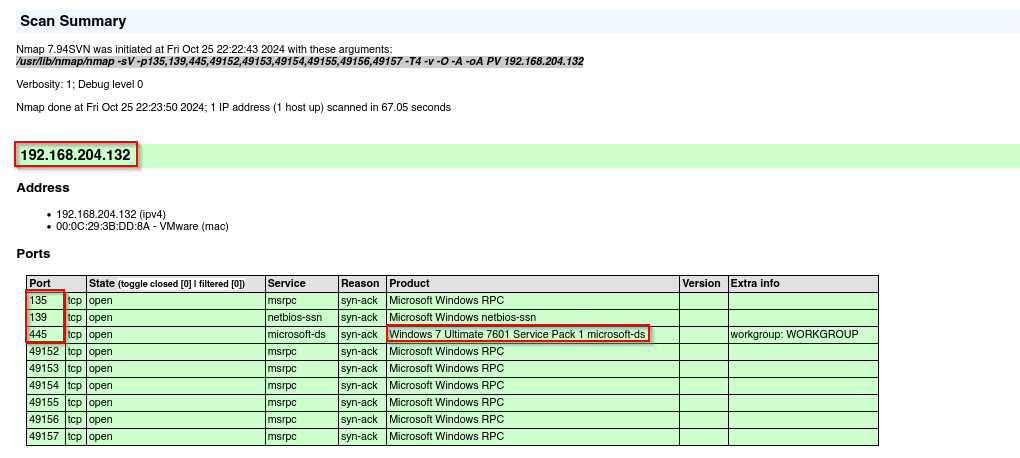 Scan Summary
Nmap 7.94SVN was initiated at Fri Oct 25 22:22:43 2024 with these arguments:
/usr/lib/nmap/nmap -sV -p135,139,445,49152,49153,49154,49155,49156,49157 -T4 -v -O -A -oA PV 192.168.204.132
Verbosity: 1; Debug level 0
Nmap done at Fri Oct 25 22:23:50 2024; 1 IP address (1 host up) scanned in 67.05 seconds
192.168.204.132
Address
• 192.168.204.132 (ipv4)
• 00:0C:29:3B:DD:8A - VMware (mac)
Ports
Port State (toggle closed [0] | filtered [0]) Service Reason Product Version Extra info
135 tcp open msrpc syn-ack Microsoft Windows RPC
139 tcp open netbios-ssn syn-ack Microsoft Windows netbios-ssn
445 tcp open microsoft-ds syn-ack Windows 7 Ultimate 7601 Service Pack 1 microsoft-ds workgroup: WORKGROUP
49152 tcp open msrpc syn-ack Microsoft Windows RPC
49153 tcp open msrpc syn-ack Microsoft Windows RPC
49154 tcp open msrpc syn-ack Microsoft Windows RPC
49155 tcp open msrpc syn-ack Microsoft Windows RPC
49156 tcp open msrpc syn-ack Microsoft Windows RPC
49157 tcp open msrpc syn-ack Microsoft Windows RPC